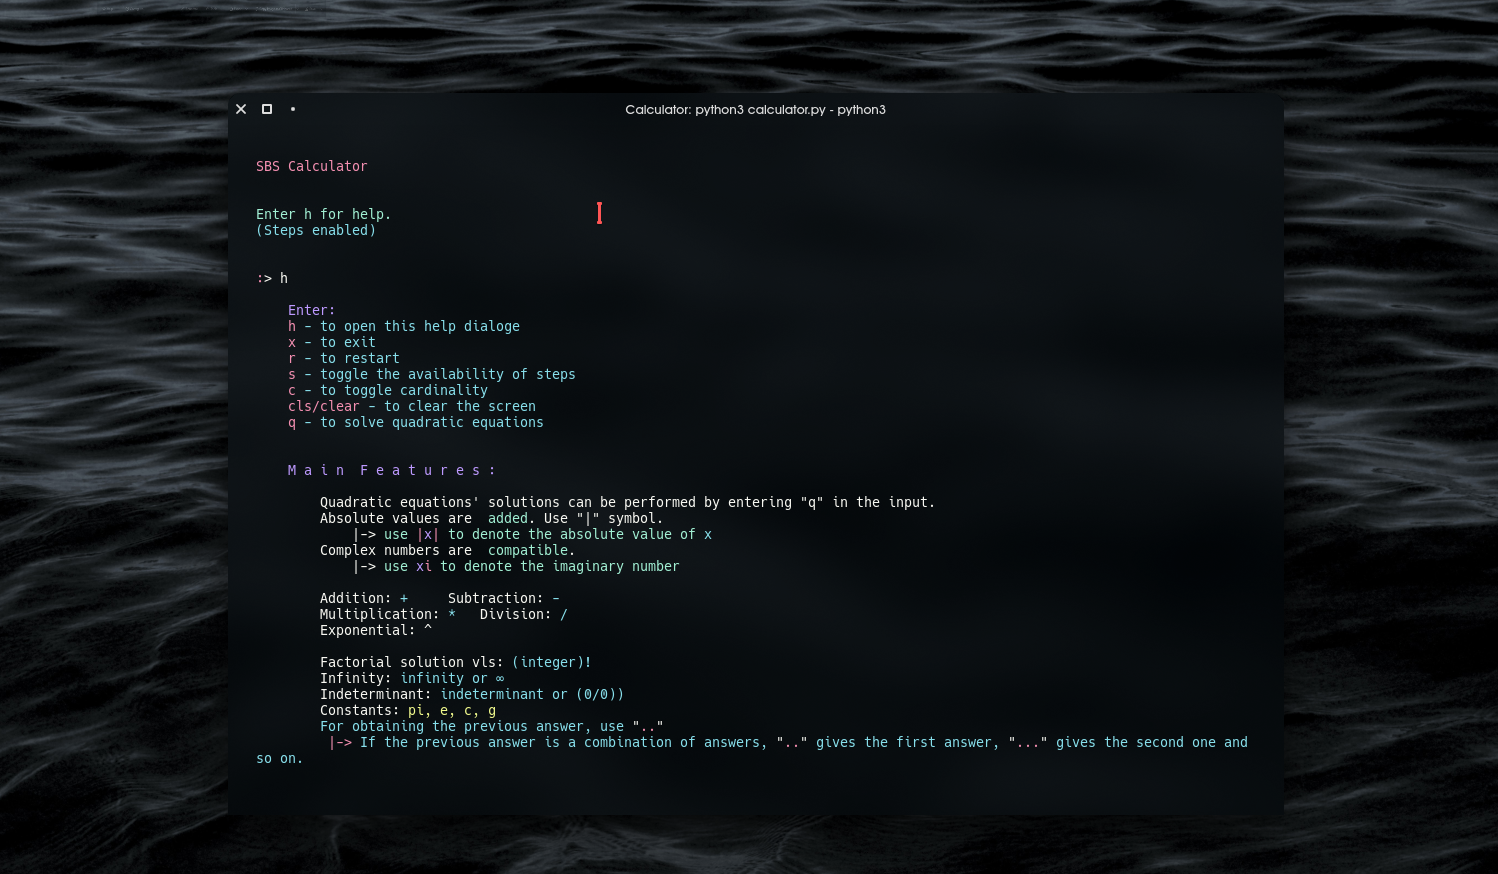 Calculator: python3 calculator.py - python3
SBS Calculator
Enter h for help.
(Steps enabled)
:> h
Enter:
h - to open this help dialoge
x - to exit
r - to restart
s - toggle the availability of steps
c - to toggle cardinality
cls/clear - to clear the screen
q - to solve quadratic equations
M a i n  F e a t u r e s :
Quadratic equations' solutions can be performed by entering "q" in the input.
Absolute values are  added. Use "|" symbol.
|-> use |x| to denote the absolute value of x
Complex numbers are  compatible.
|-> use xi to denote the imaginary number
Addition: +     Subtraction: -
Multiplication: *   Division: /
Exponential: ^
Factorial solution vls: (integer)!
Infinity: infinity or ∞
Indeterminant: indeterminant or (0/0))
Constants: pi, e, c, g
For obtaining the previous answer, use ".."
|-> If the previous answer is a combination of answers, ".." gives the first answer, "..." gives the second one and
so on.